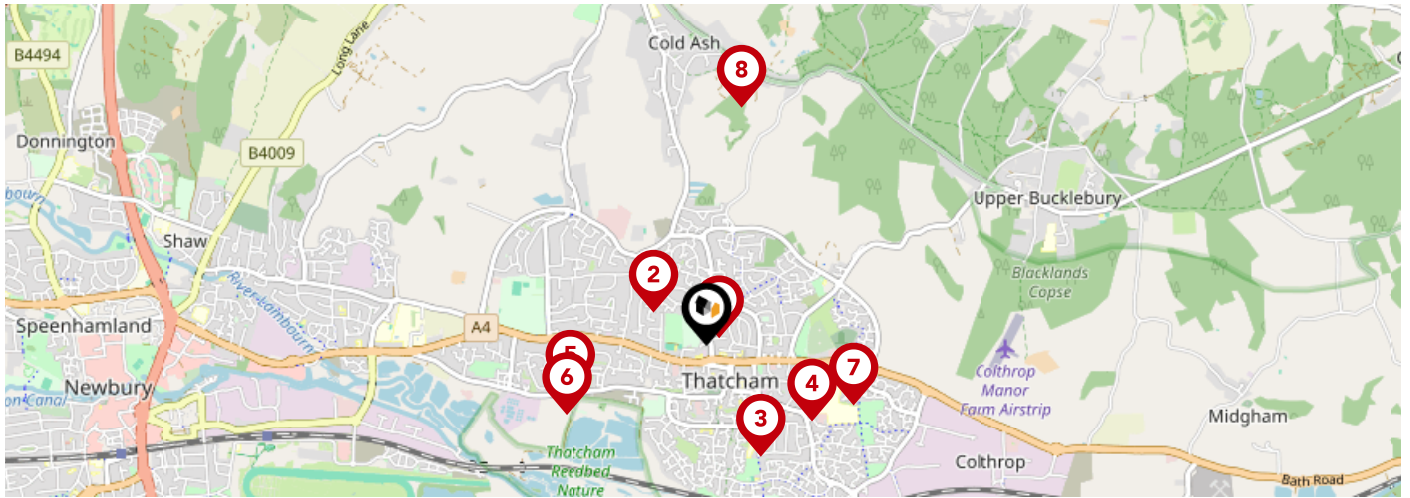 Cold Ash
B4494
Long Lane
8
Donnington
B4009
Upper Bucklebury
Shaw
River Lambourn
2
Blacklands
Copse
Speenhamland
A4
5
6
Newbury
Thatcham
7
4
3
Colthrop
Manor
Farm Airstrip
Midgham
Thatcham
Reedbed
Nature
Colthrop
Bath Road